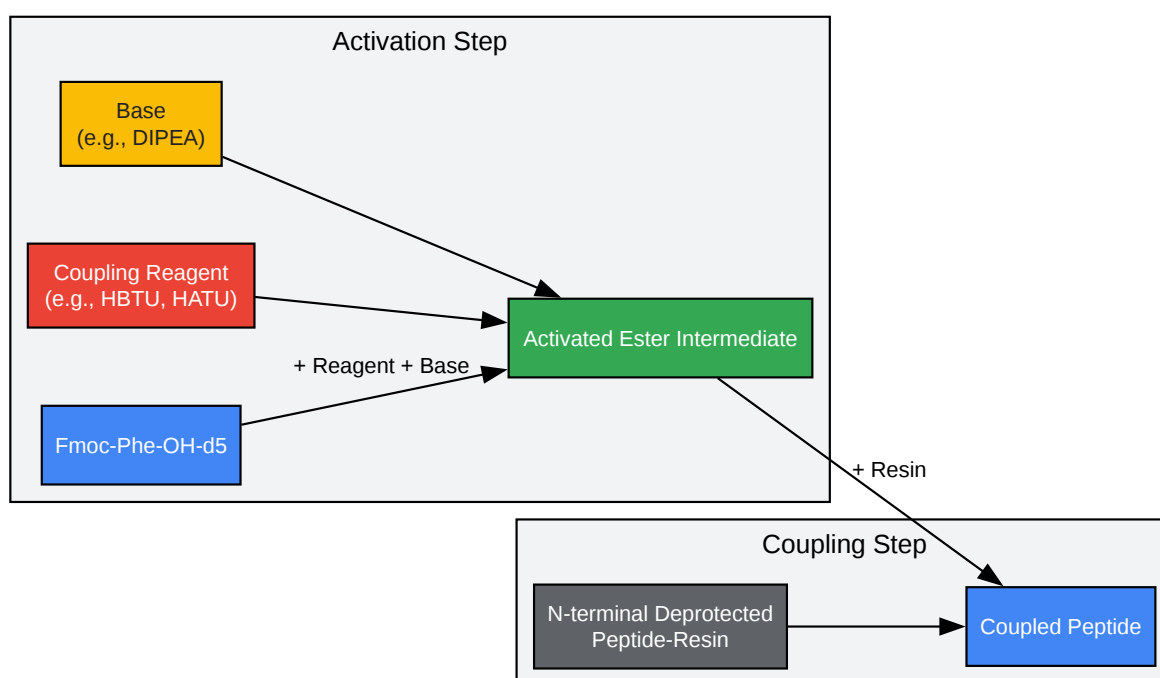 Activation Step
Base
(e.g., DIPEA)
Coupling Reagent
(e.g., HBTU, HATU)
Activated Ester Intermediate
+ Reagent + Base
Fmoc-Phe-OH-d5
+ Resin
Coupling Step
N-terminal Deprotected
Peptide-Resin
Coupled Peptide